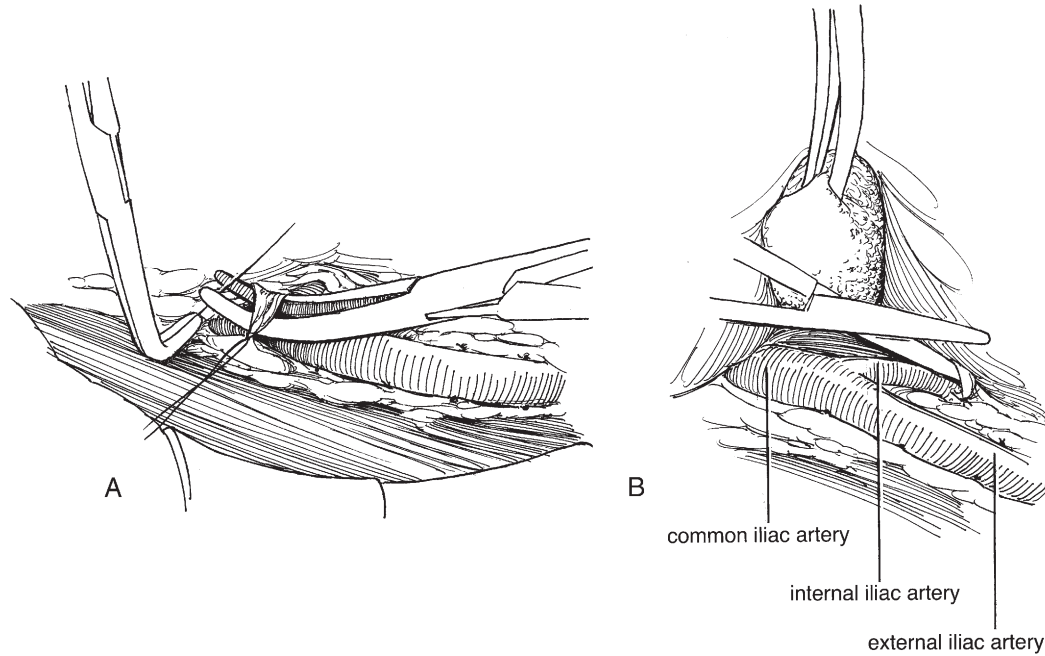 A
B
common iliac artery
internal iliac artery
external iliac artery